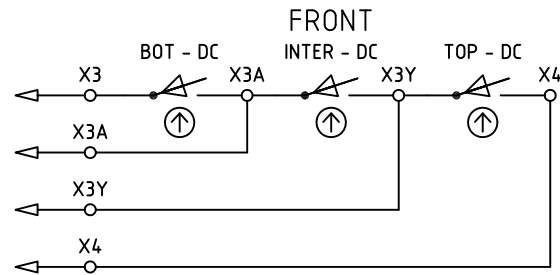 FRONT
BOT - DC INTER - DC TOP - DC
X3 X3A X3Y X4
X3A
X3Y
X4